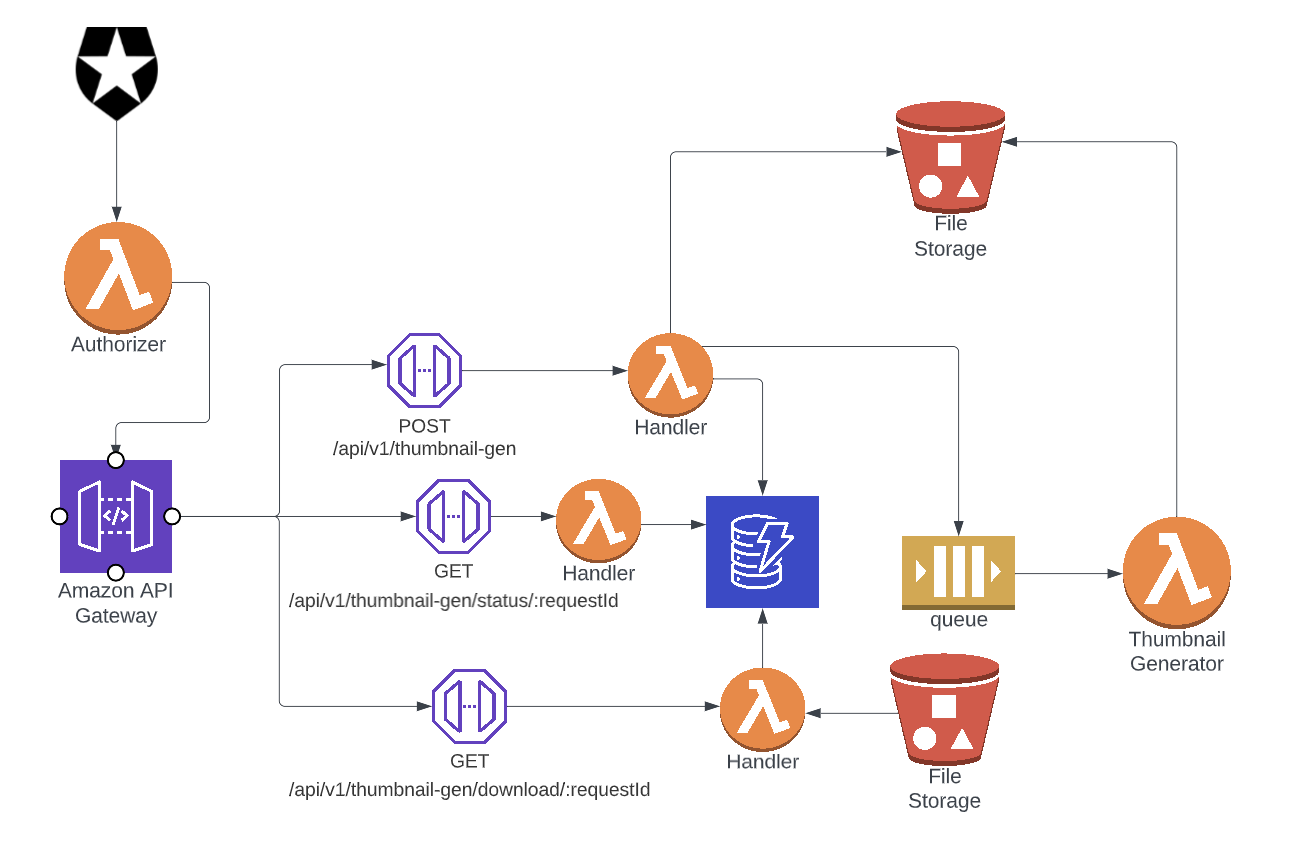 File
Storage
Authorizer
POST
/api/v1/thumbnail-gen
Handler
</>
Amazon API
Gateway
GET
/api/v1/thumbnail-gen/status/:requestId
Handler
queue
Thumbnail
Generator
GET
/api/v1/thumbnail-gen/download/:requestId
Handler
File
Storage